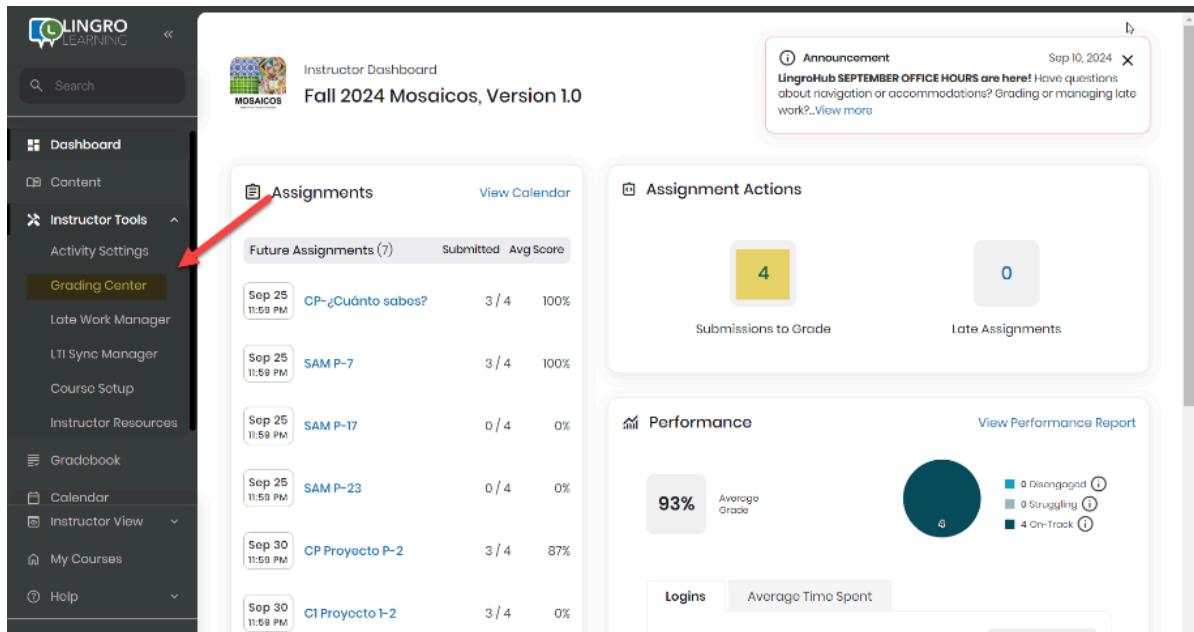 LINGRO
LEARNING
«
Search
Dashboard
Content
Instructor Tools
Activity Settings
Grading Center
Late Work Manager
LTI Sync Manager
Course Setup
Instructor Resources
Gradebook
Calendar
Instructor View
My Courses
Help
MOSAICOS
Instructor Dashboard
Fall 2024 Mosaicos, Version 1.0
Announcement Sep 10, 2024
LingroHub SEPTEMBER OFFICE HOURS are here! Have questions
about navigation or accommodations? Grading or managing late
work?...View more
Assignments View Calendar
Future Assignments (7) Submitted Avg Score
Sep 25
11:59 PM
CP-¿Cuánto sabes? 3 / 4 100%
Sep 25
11:59 PM
SAM P-7 3 / 4 100%
Sep 25
11:59 PM
SAM P-17 0 / 4 0%
Sep 25
11:59 PM
SAM P-23 0 / 4 0%
Sep 30
11:59 PM
CP Proyecto P-2 3 / 4 87%
Sep 30
11:59 PM
C1 Proyecto 1-2 3 / 4 0%
Assignment Actions
4
Submissions to Grade
0
Late Assignments
Performance View Performance Report
93%
Average
Grade
4
0 Disengaged
0 Struggling
4 On-Track
Logins Average Time Spent